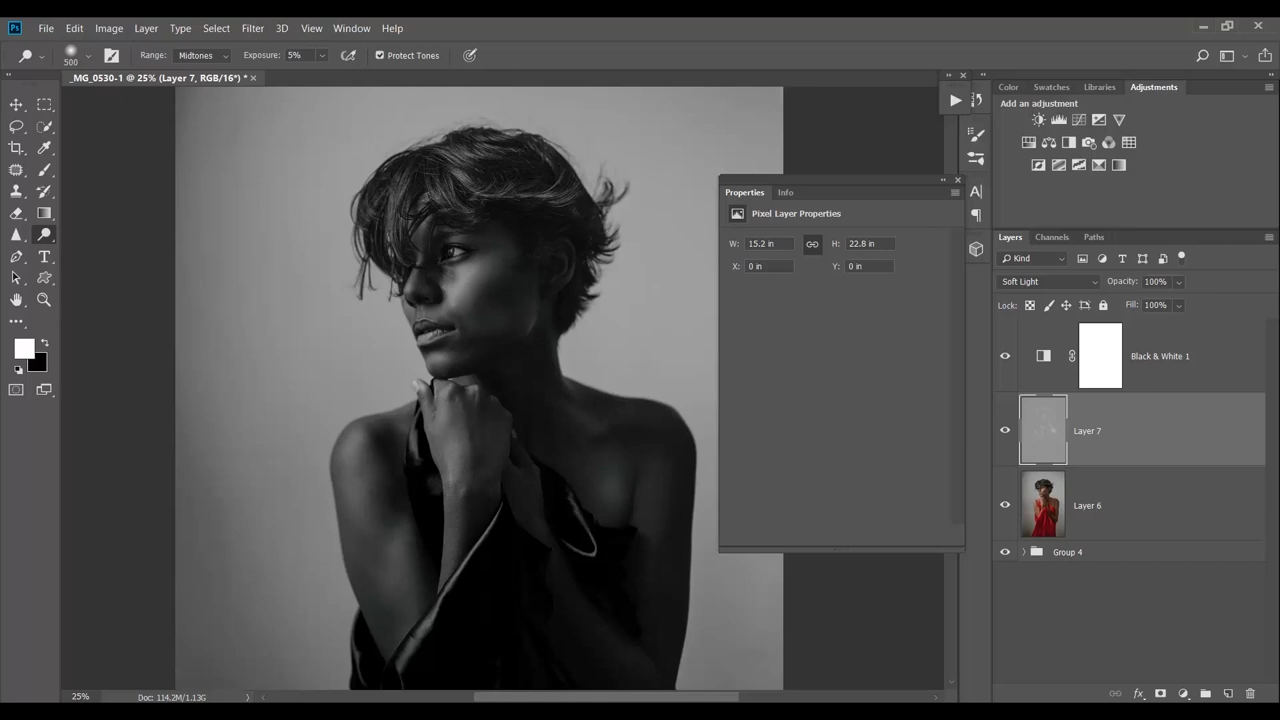 Ps File Edit Image Layer Type Select Filter 3D View Window Help
500 Range: Midtones Exposure: 5% Protect Tones
_MG_0530-1 @ 25% (Layer 7, RGB/16*) *
Color Swatches Libraries Adjustments
Add an adjustment
Properties Info
Pixel Layer Properties
W: 15.2 in H: 22.8 in
X: 0 in Y: 0 in
Layers Channels Paths
Kind
Soft Light Opacity: 100%
Lock: Fill: 100%
Black & White 1
Layer 7
Layer 6
Group 4
25% Doc: 114.2M/1.13G